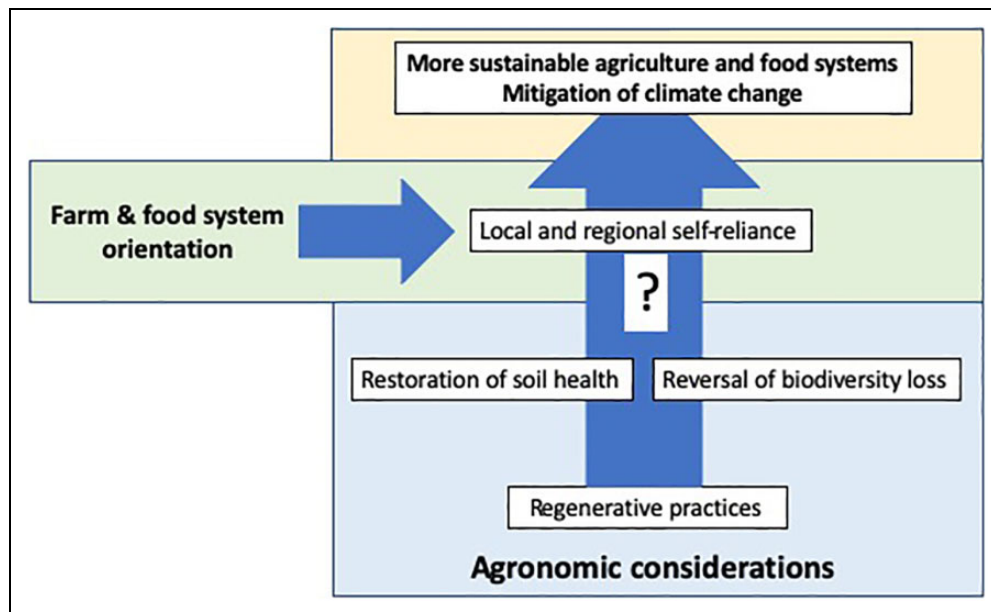 More sustainable agriculture and food systems
Mitigation of climate change
Farm & food system
orientation
Local and regional self-reliance
?
Restoration of soil health
Reversal of biodiversity loss
Regenerative practices
Agronomic considerations